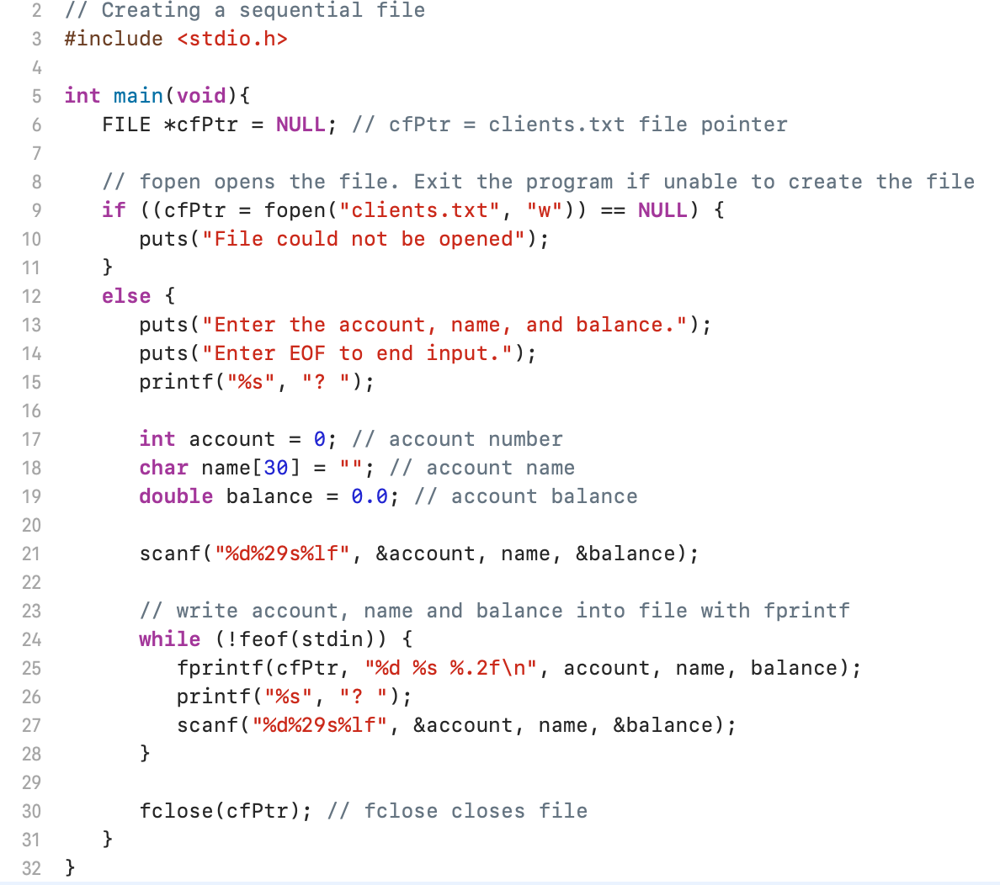 2 // Creating a sequential file
3 #include <stdio.h>
4
5 int main(void){
6    FILE *cfPtr = NULL; // cfPtr = clients.txt file pointer
7
8    // fopen opens the file. Exit the program if unable to create the file
9    if ((cfPtr = fopen("clients.txt", "w")) == NULL) {
10       puts("File could not be opened");
11    }
12    else {
13       puts("Enter the account, name, and balance.");
14       puts("Enter EOF to end input.");
15       printf("%s", "? ");
16
17       int account = 0; // account number
18       char name[30] = ""; // account name
19       double balance = 0.0; // account balance
20
21       scanf("%d%29s%lf", &account, name, &balance);
22
23       // write account, name and balance into file with fprintf
24       while (!feof(stdin)) {
25          fprintf(cfPtr, "%d %s %.2f\n", account, name, balance);
26          printf("%s", "? ");
27          scanf("%d%29s%lf", &account, name, &balance);
28       }
29
30       fclose(cfPtr); // fclose closes file
31    }
32 }